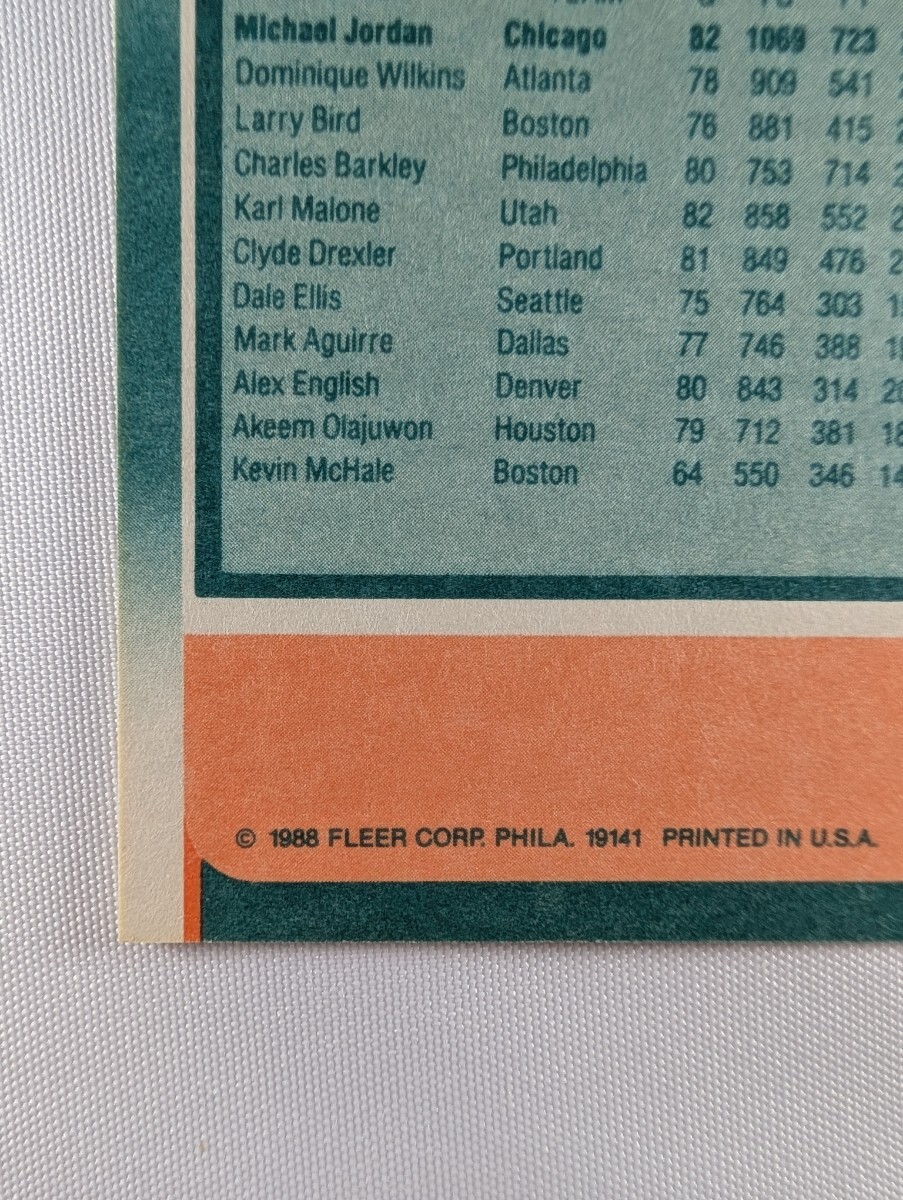 Michael Jordan Chicago 82 1069 723
Dominique Wilkins Atlanta 78 909 541
Larry Bird Boston 76 881 415
Charles Barkley Philadelphia 80 753 714
Karl Malone Utah 82 858 552
Clyde Drexler Portland 81 849 476
Dale Ellis Seattle 75 764 303
Mark Aguirre Dallas 77 746 388
Alex English Denver 80 843 314
Akeem Olajuwon Houston 79 712 381
Kevin McHale Boston 64 550 346
© 1988 FLEER CORP. PHILA. 19141 PRINTED IN U.S.A.